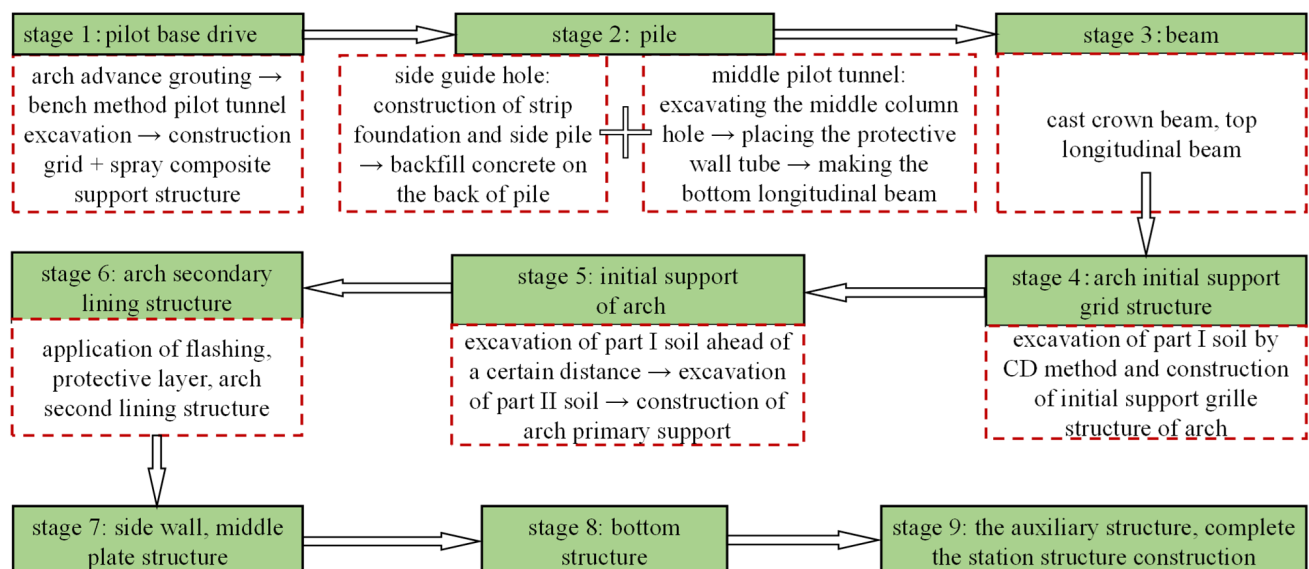 stage 1: pilot base drive
arch advance grouting →
bench method pilot tunnel
excavation → construction
grid + spray composite
support structure
stage 2: pile
side guide hole:
construction of strip
foundation and side pile
→ backfill concrete on
the back of pile
middle pilot tunnel:
excavating the middle column
hole → placing the protective
wall tube → making the
bottom longitudinal beam
stage 3: beam
cast crown beam, top
longitudinal beam
stage 4: arch initial support
grid structure
excavation of part I soil by
CD method and construction
of initial support grille
structure of arch
stage 5: initial support
of arch
excavation of part I soil ahead of
a certain distance → excavation
of part II soil → construction of
arch primary support
stage 6: arch secondary
lining structure
application of flashing,
protective layer, arch
second lining structure
stage 7: side wall, middle
plate structure
stage 8: bottom
structure
stage 9: the auxiliary structure, complete
the station structure construction